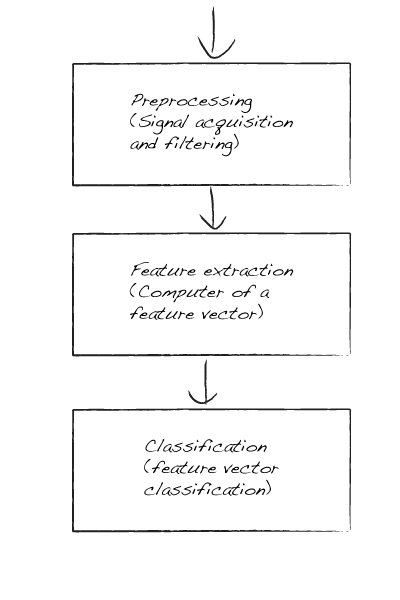 Preprocessing
(Signal acquisition
and filtering)
Feature extraction
(Computer of a
feature vector)
Classification
(feature vector
classification)